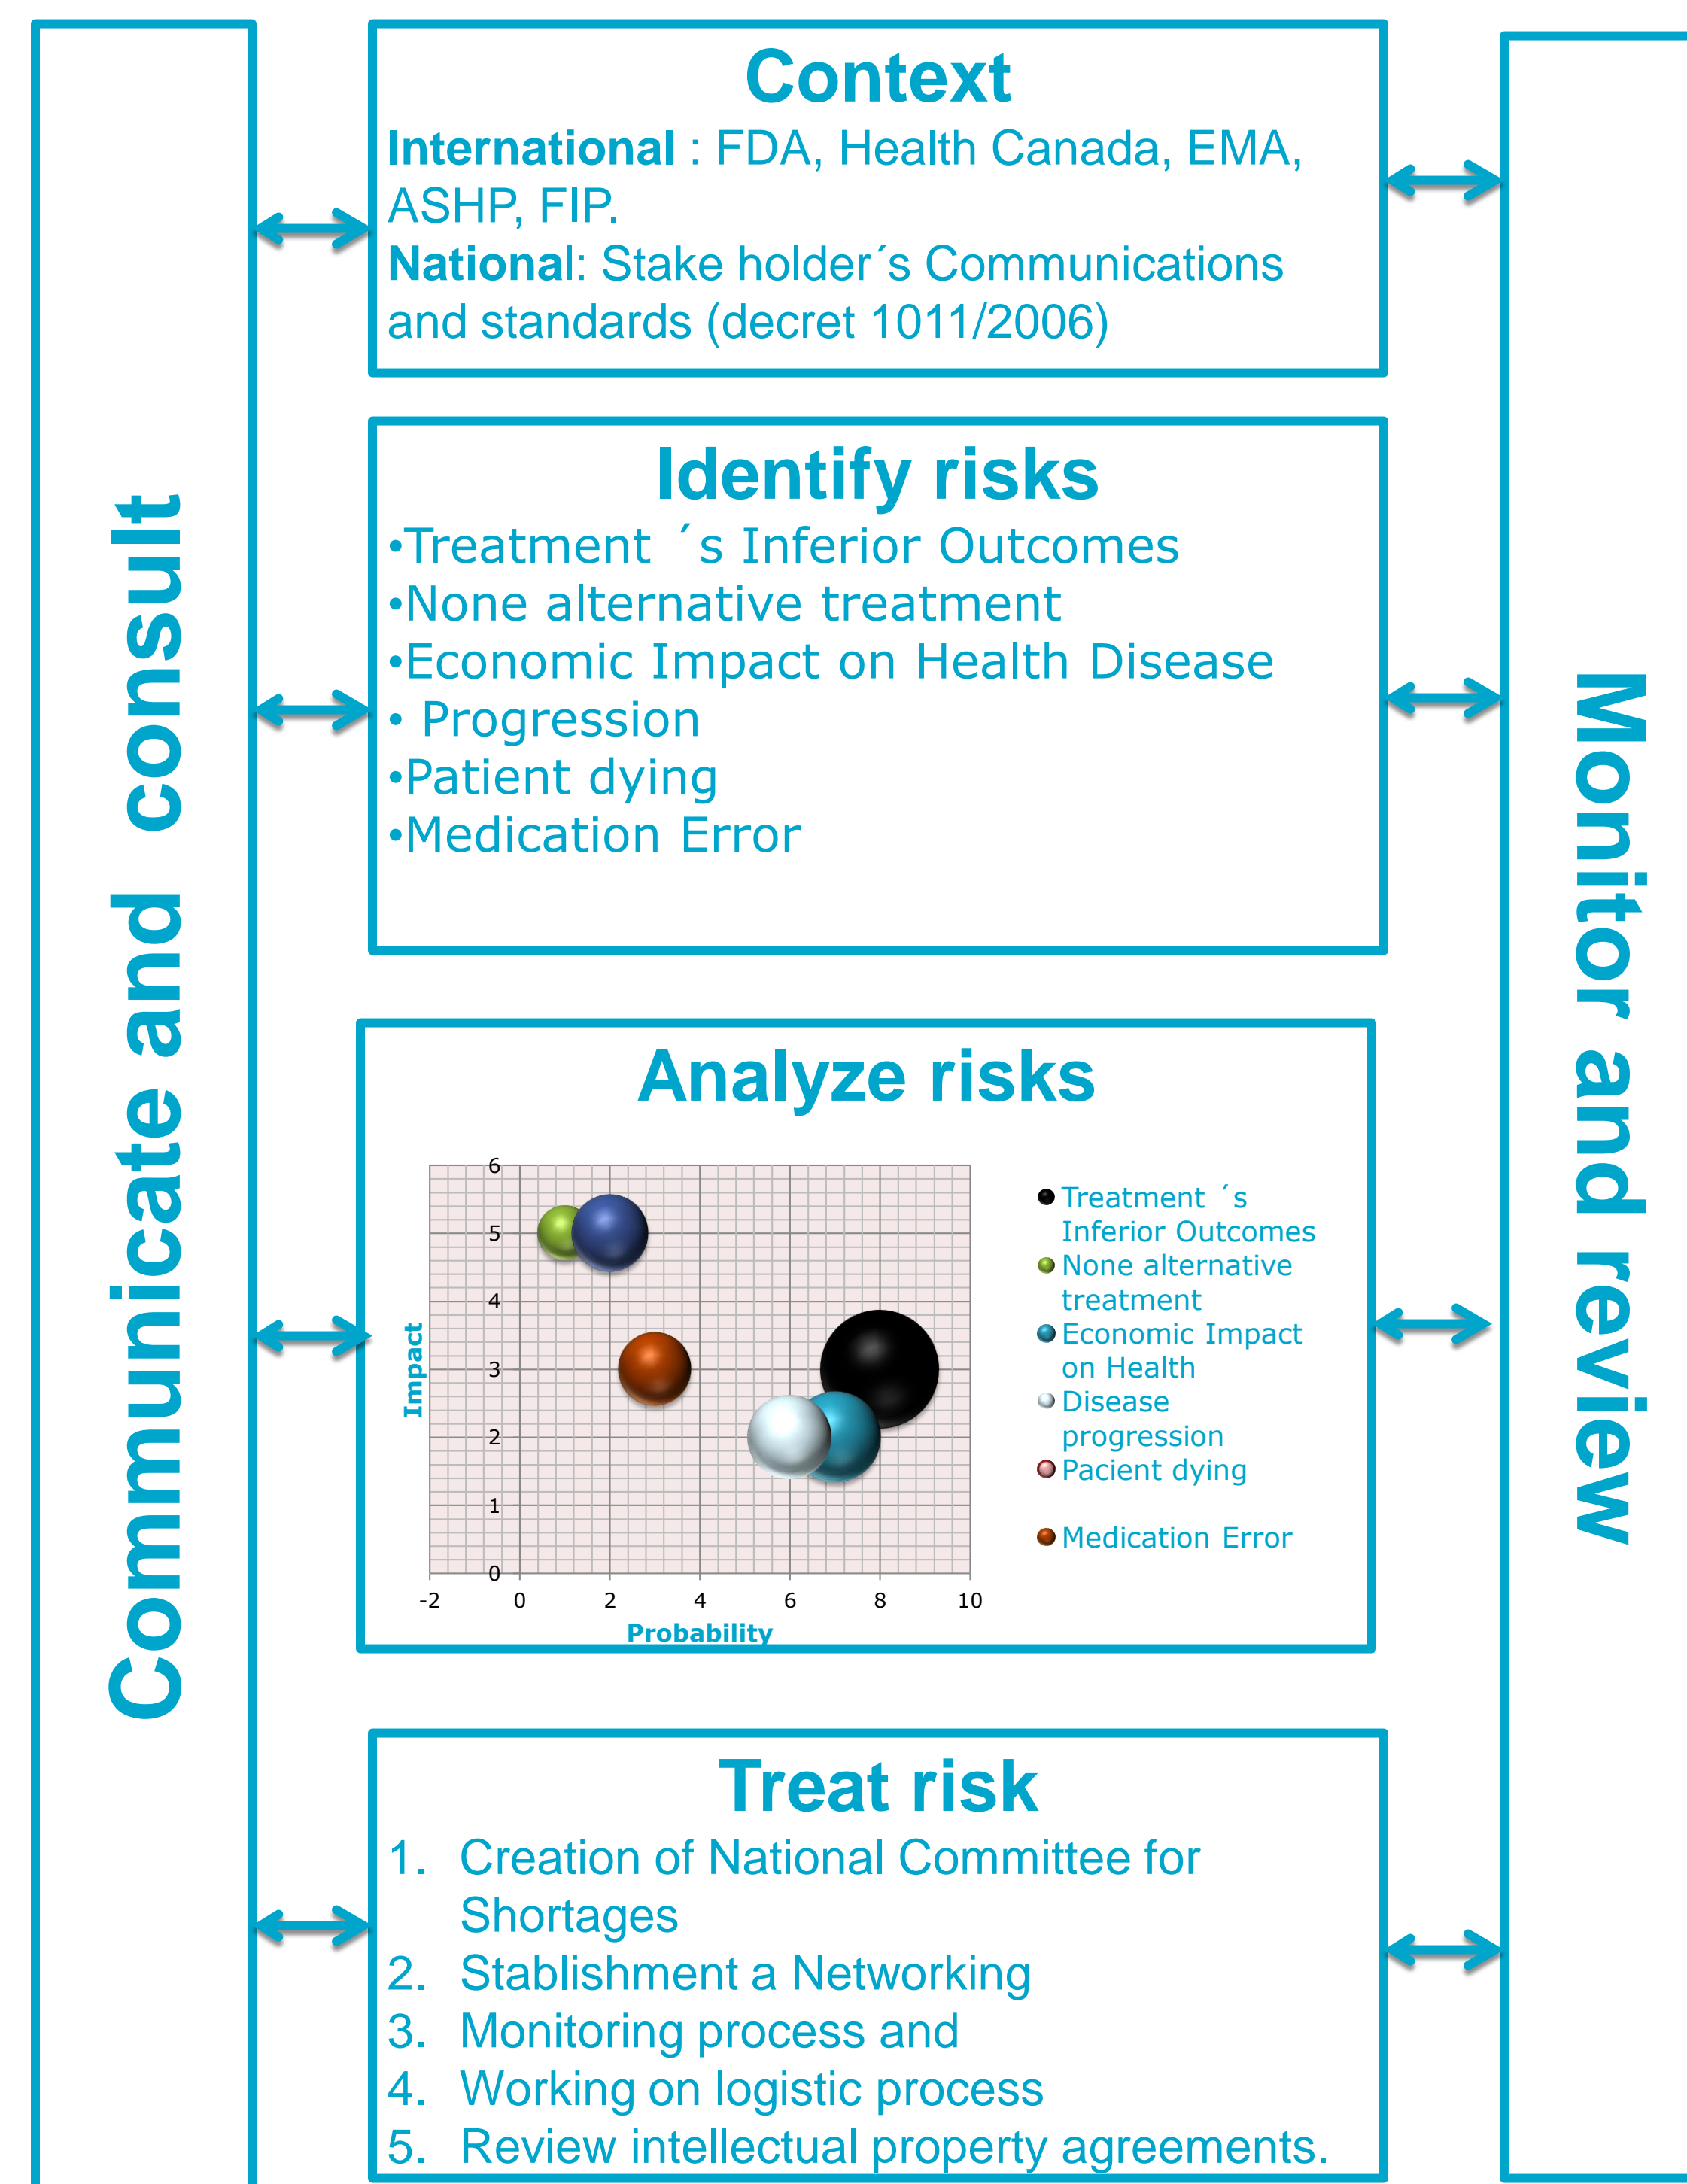 Communicate and consult
Context
International : FDA, Health Canada, EMA,
ASHP, FIP.
National: Stake holder´s Communications
and standards (decret 1011/2006)
Identify risks
•Treatment ´s Inferior Outcomes
•None alternative treatment
•Economic Impact on Health Disease
• Progression
•Patient dying
•Medication Error
Analyze risks
6
5
4
3
2
1
0
Impact
-2 0 2 4 6 8 10
Probability
Treatment ´s
Inferior Outcomes
None alternative
treatment
Economic Impact
on Health
Disease
progression
Pacient dying
Medication Error
Treat risk
1. Creation of National Committee for
Shortages
2. Stablishment a Networking
3. Monitoring process and
4. Working on logistic process
5. Review intellectual property agreements.
Monitor and review